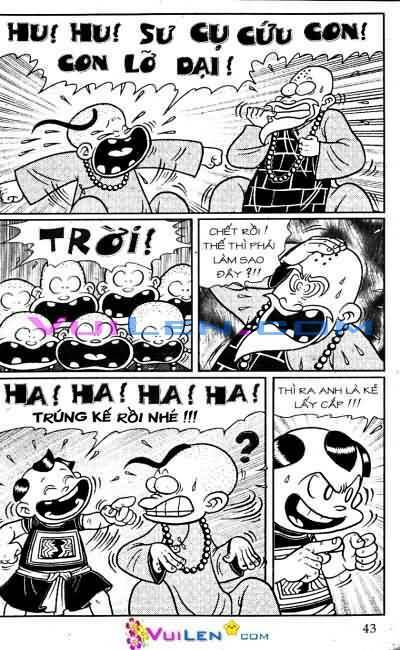 HU! HU! SƯ CỤ CỨU CON!
CON LỠ DẠI!
TRỜI!
CHẾT RỒI!
THẾ THÌ PHẢI
LÀM SAO
ĐÂY?!!
VuiLen.com
HA! HA! HA! HA!
TRÚNG KẾ RỒI NHÉ!!!
?
THÌ RA ANH LÀ KẺ
LẤY CẮP!!!
43
VuiLen.com